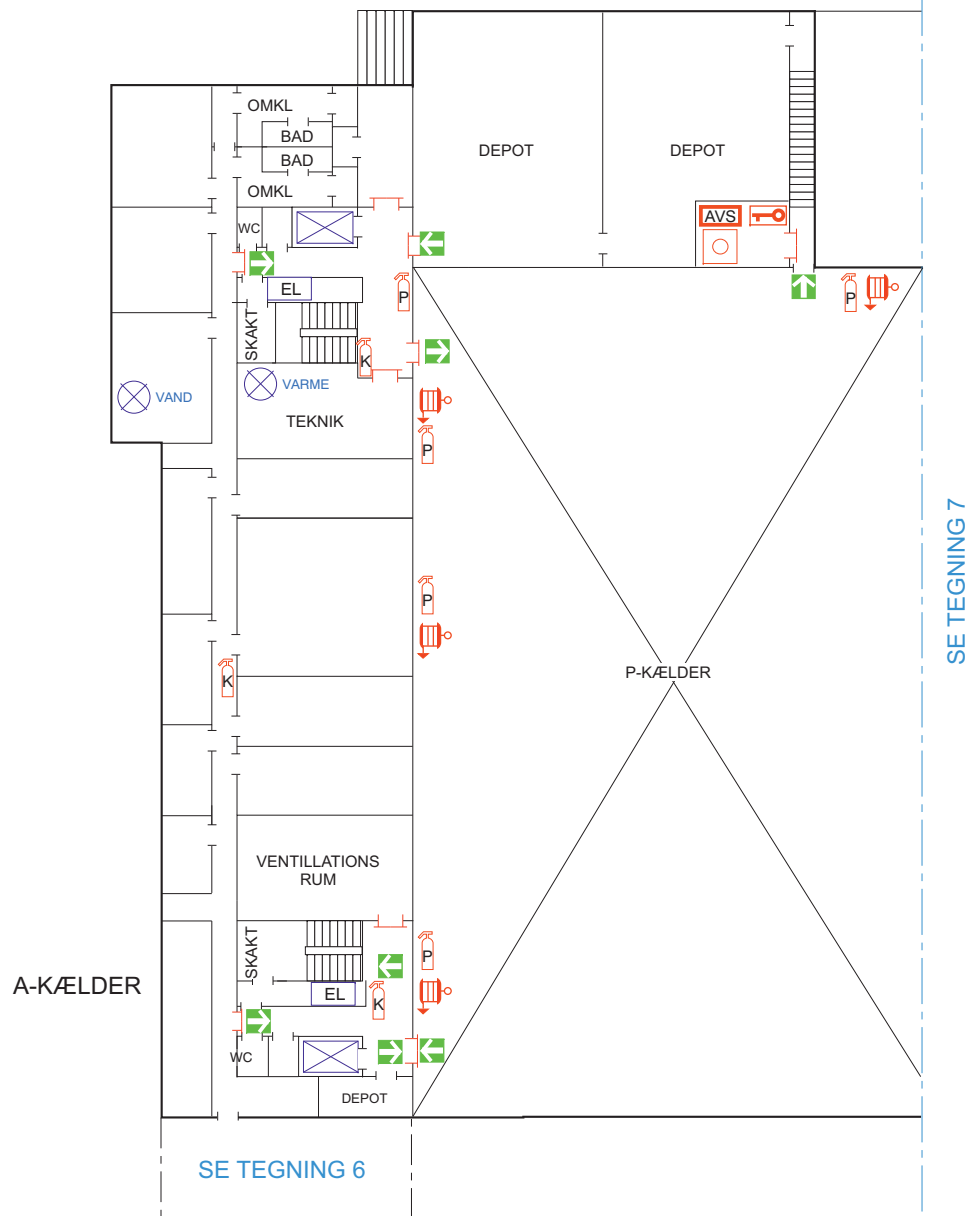 OMKL
BAD
BAD
OMKL
DEPOT
DEPOT
WC
AVS
EL
P
P
SKAKT
K
VAND
VARME
TEKNIK
P
SE TEGNING 7
P
K
P-KÆLDER
VENTILLATIONS
RUM
SKAKT
P
A-KÆLDER
EL
K
WC
DEPOT
SE TEGNING 6